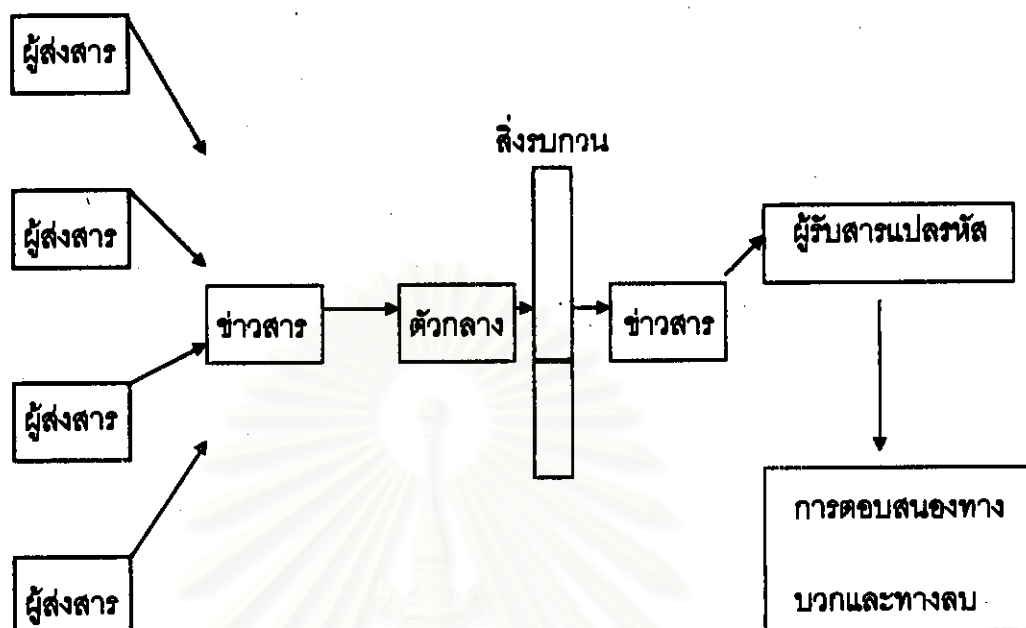 ผู้ส่งสาร
สิ่งรบกวน
ผู้ส่งสาร
ผู้รับสารแปลรหัส
ข่าวสาร
ตัวกลาง
ข่าวสาร
ผู้ส่งสาร
การตอบสนองทาง
บวกและทางลบ
ผู้ส่งสาร